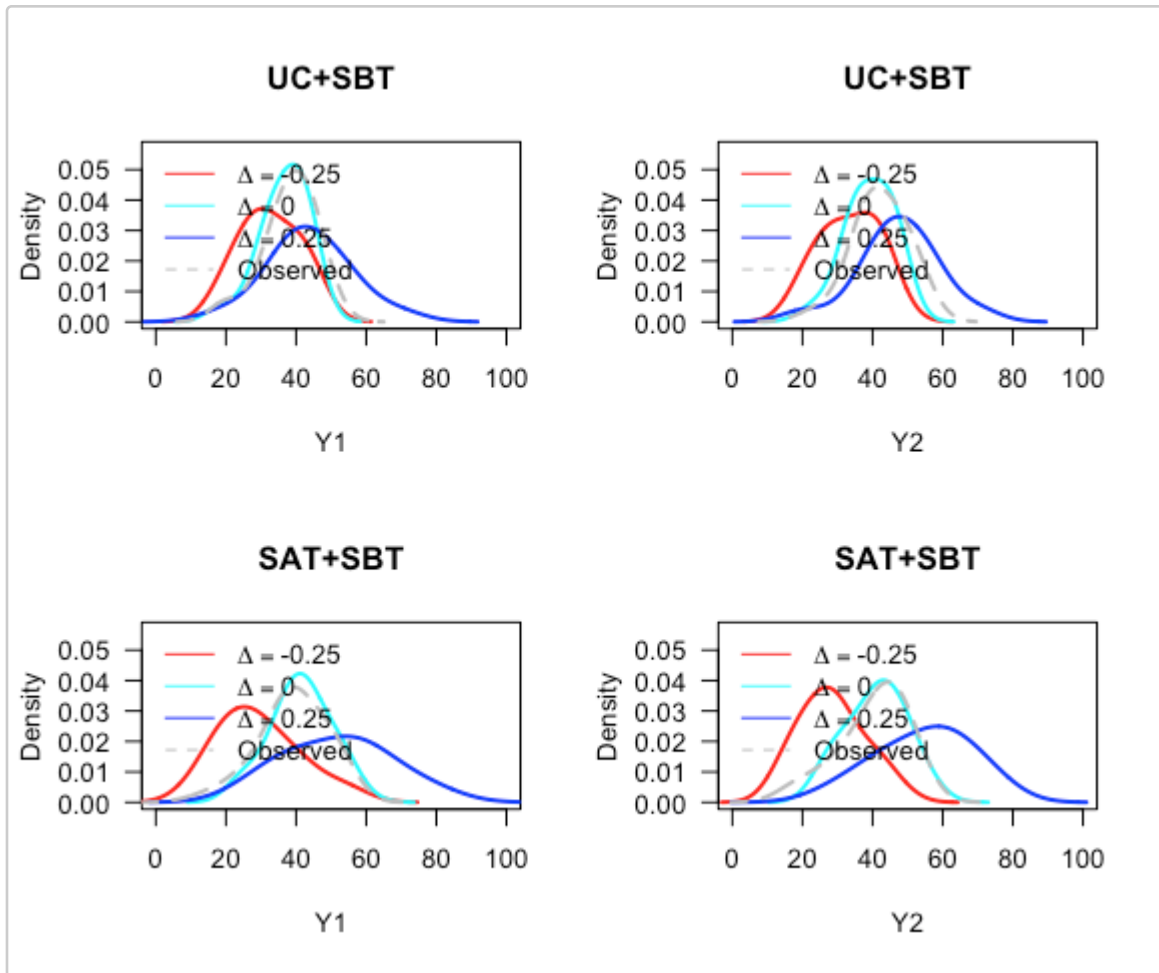 UC+SBT
Density
0.05
0.04
0.03
0.02
0.01
0.00
Δ = -0.25
Δ = 0
Δ = 0.25
Observed
0 20 40 60 80 100
Y1
UC+SBT
Density
0.05
0.04
0.03
0.02
0.01
0.00
Δ = -0.25
Δ = 0
Δ = 0.25
Observed
0 20 40 60 80 100
Y2
SAT+SBT
Density
0.05
0.04
0.03
0.02
0.01
0.00
Δ = -0.25
Δ = 0
Δ = 0.25
Observed
0 20 40 60 80 100
Y1
SAT+SBT
Density
0.05
0.04
0.03
0.02
0.01
0.00
Δ = -0.25
Δ = 0
Δ = 0.25
Observed
0 20 40 60 80 100
Y2